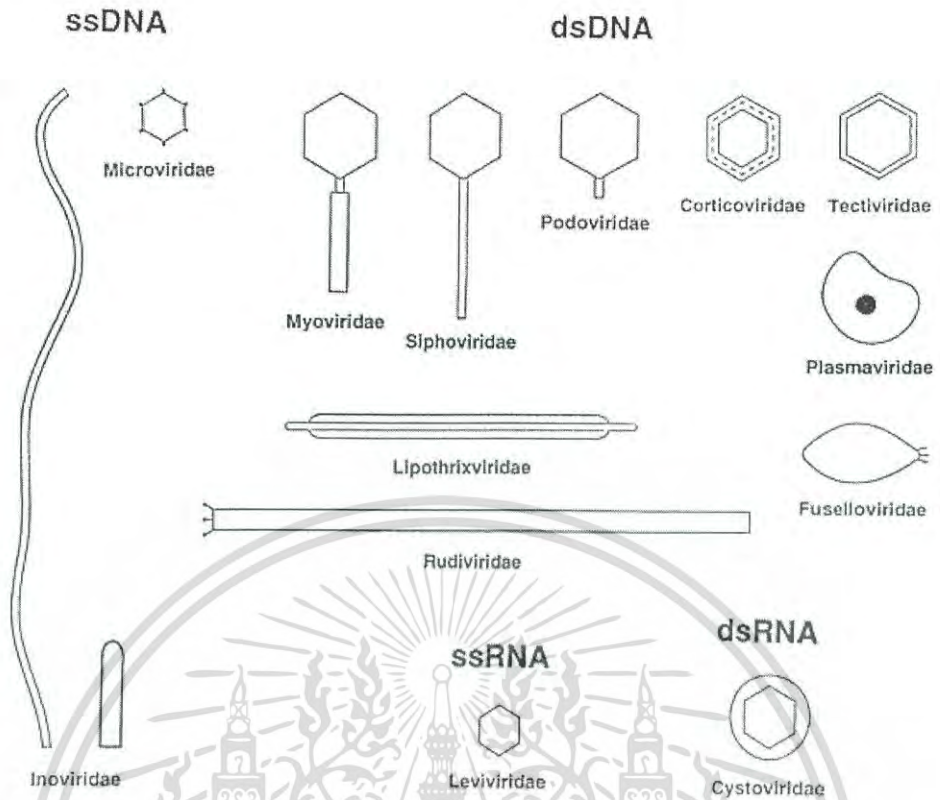 ssDNA
dsDNA
Microviridae
Myoviridae
Siphoviridae
Podoviridae
Corticoviridae
Tectiviridae
Plasmaviridae
Lipothrixviridae
Fuselloviridae
Rudiviridae
ssRNA
dsRNA
Inoviridae
Leviviridae
Cystoviridae